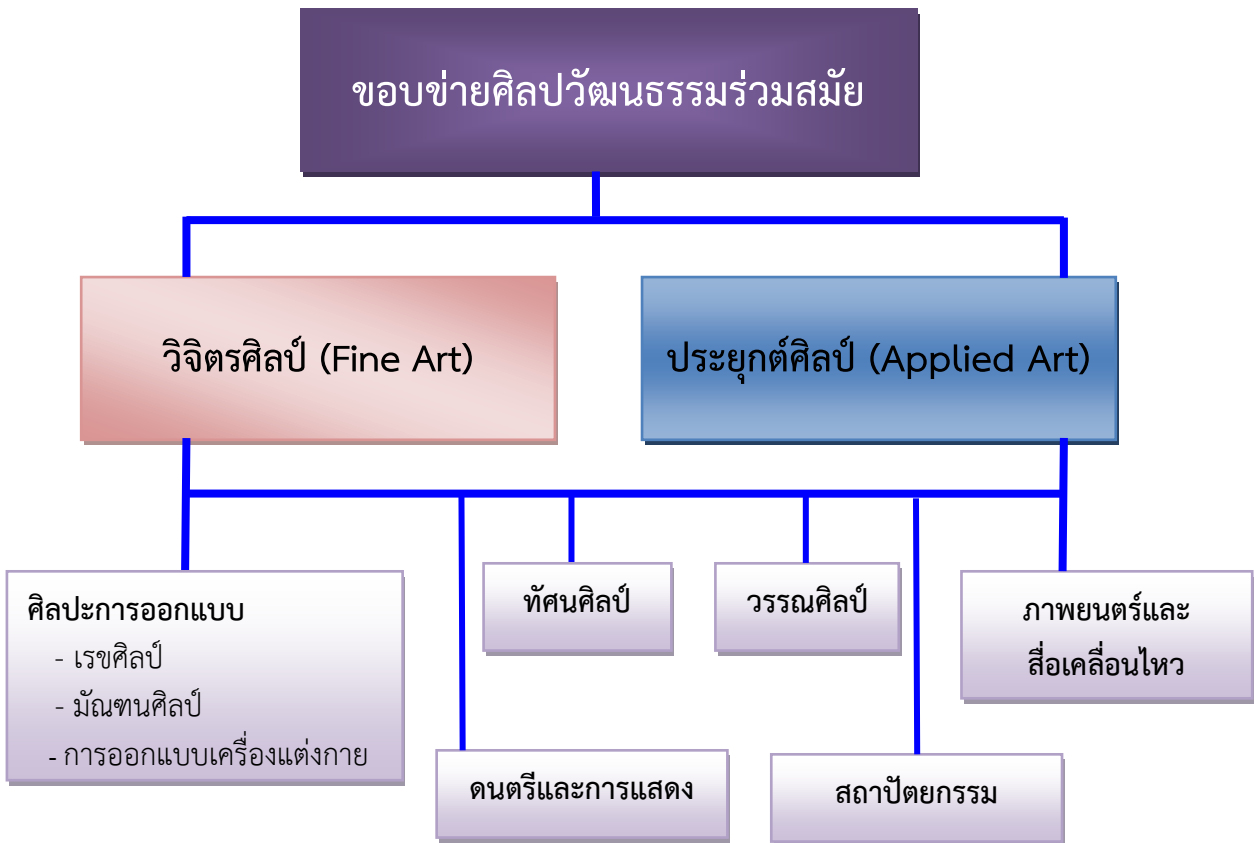 ขอบข่ายศิลปวัฒนธรรมร่วมสมัย
วิจิตรศิลป์ (Fine Art)
ประยุกต์ศิลป์ (Applied Art)
ศิลปะการออกแบบ
- เรขศิลป์
- มัณฑนศิลป์
- การออกแบบเครื่องแต่งกาย
ดนตรีและการแสดง
ทัศนศิลป์
วรรณศิลป์
สถาปัตยกรรม
ภาพยนตร์และ
สื่อเคลื่อนไหว